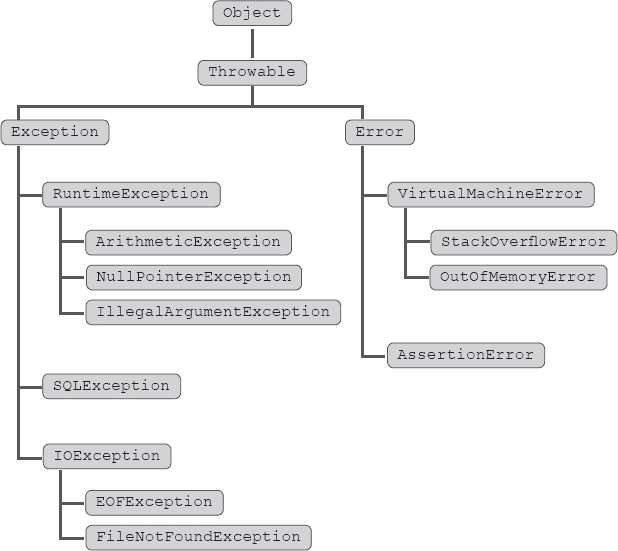 Object
Throwable
Exception
Error
RuntimeException
VirtualMachineError
ArithmeticException
StackOverflowError
NullPointerException
OutOfMemoryError
IllegalArgumentException
AssertionError
SQLException
IOException
EOFException
FileNotFoundException